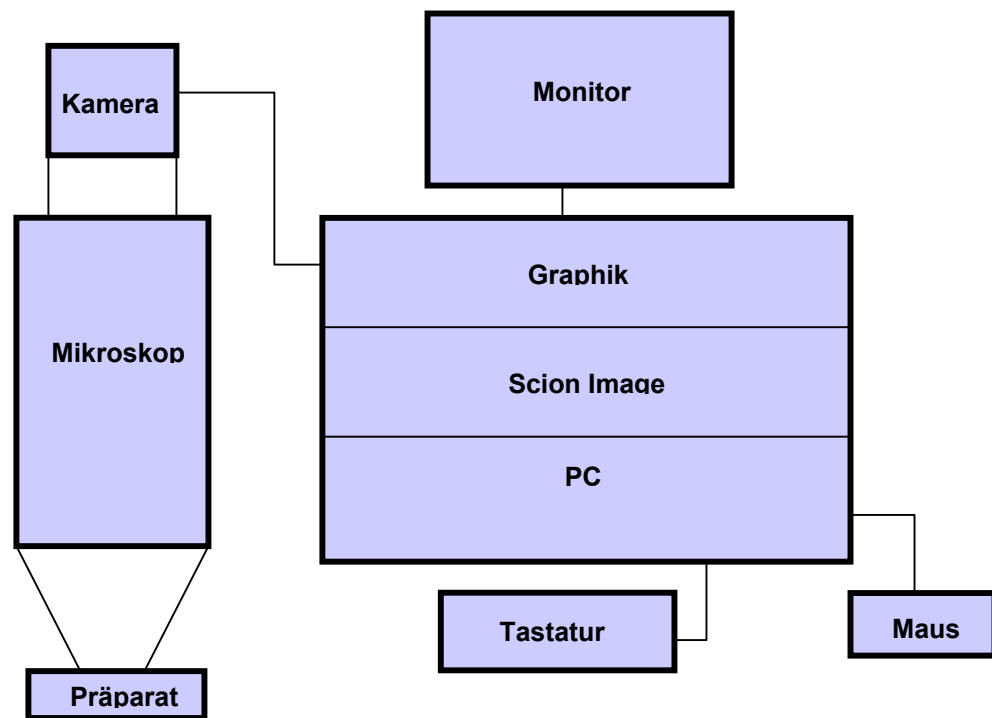 Kamera
Monitor
Graphik
Mikroskop
Scion Image
PC
Tastatur
Maus
Präparat